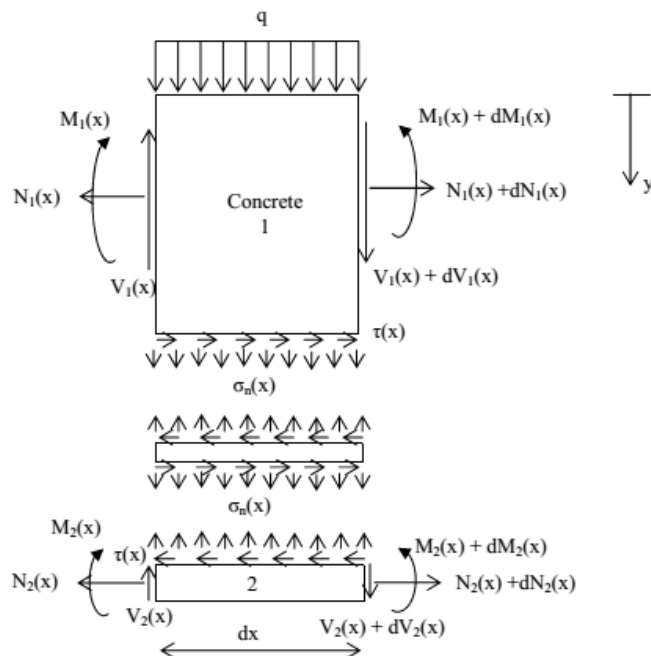 q
M₁(x)
M₁(x) + dM₁(x)
N₁(x)
N₁(x) +dN₁(x)
y
Concrete
1
V₁(x)
V₁(x) + dV₁(x)
τ(x)
σₙ(x)
σₙ(x)
M₂(x)
τ(x)
M₂(x) + dM₂(x)
N₂(x)
2
N₂(x) +dN₂(x)
V₂(x)
V₂(x) + dV₂(x)
dx